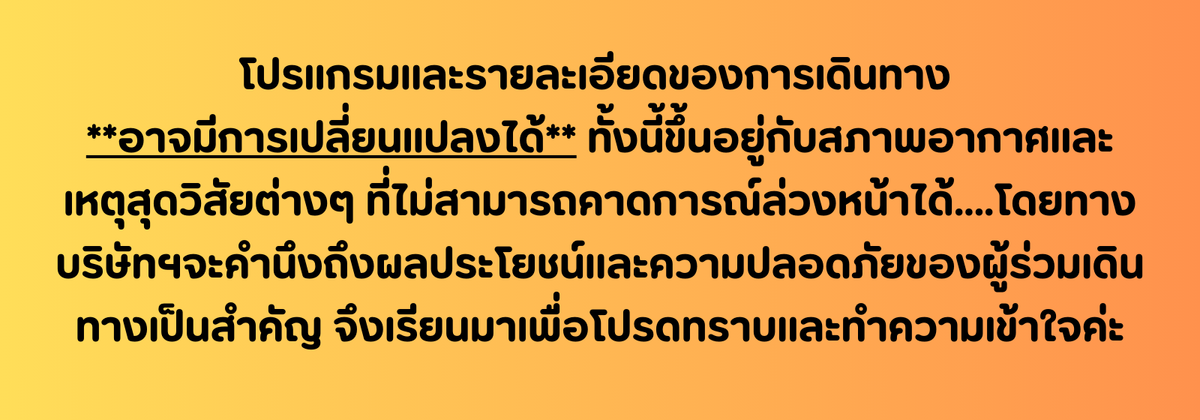 โปรแกรมและรายละเอียดของการเดินทาง
**อาจมีการเปลี่ยนแปลงได้** ทั้งนี้ขึ้นอยู่กับสภาพอากาศและ
เหตุสุดวิสัยต่างๆ ที่ไม่สามารถคาดการณ์ล่วงหน้าได้....โดยทาง
บริษัทฯจะคำนึงถึงผลประโยชน์และความปลอดภัยของผู้ร่วมเดิน
ทางเป็นสำคัญ จึงเรียนมาเพื่อโปรดทราบและทำความเข้าใจค่ะ